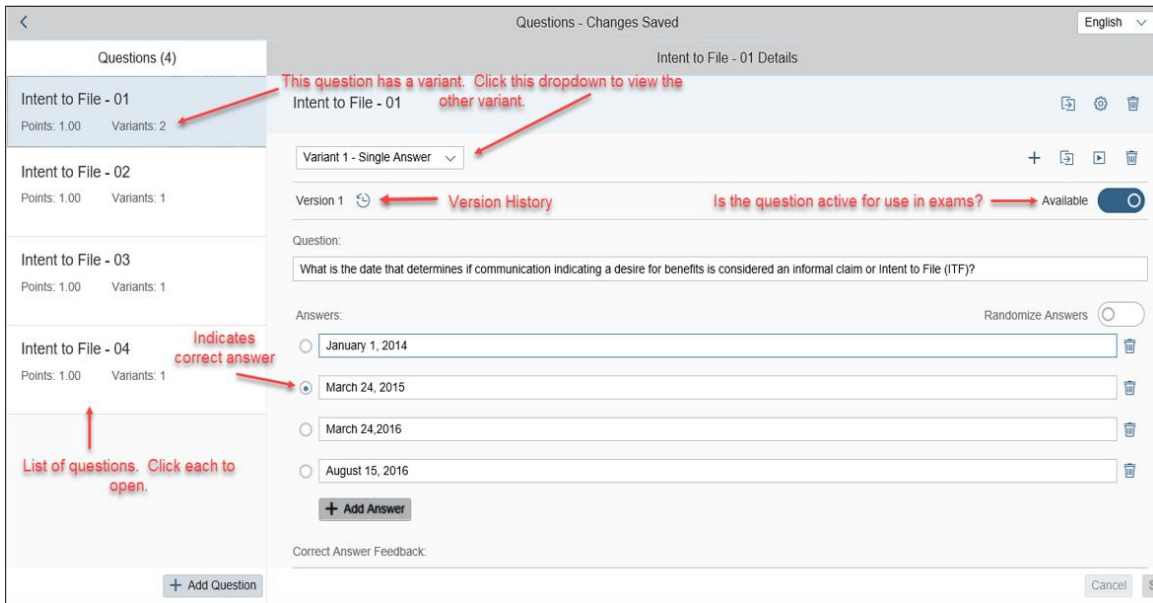 Questions - Changes Saved
English
Questions (4)
Intent to File - 01 Details
This question has a variant. Click this dropdown to view the
other variant.
Intent to File - 01
Points: 1.00 Variants: 2
Intent to File - 01
Variant 1 - Single Answer
Intent to File - 02
Points: 1.00 Variants: 1
Version 1
Version History
Is the question active for use in exams?
Available
Question:
What is the date that determines if communication indicating a desire for benefits is considered an informal claim or Intent to File (ITF)?
Intent to File - 03
Points: 1.00 Variants: 1
Answers:
Randomize Answers
January 1, 2014
Indicates
correct answer
Intent to File - 04
Points: 1.00 Variants: 1
March 24, 2015
March 24,2016
List of questions. Click each to
open.
August 15, 2016
+ Add Answer
Correct Answer Feedback:
+ Add Question
Cancel
S